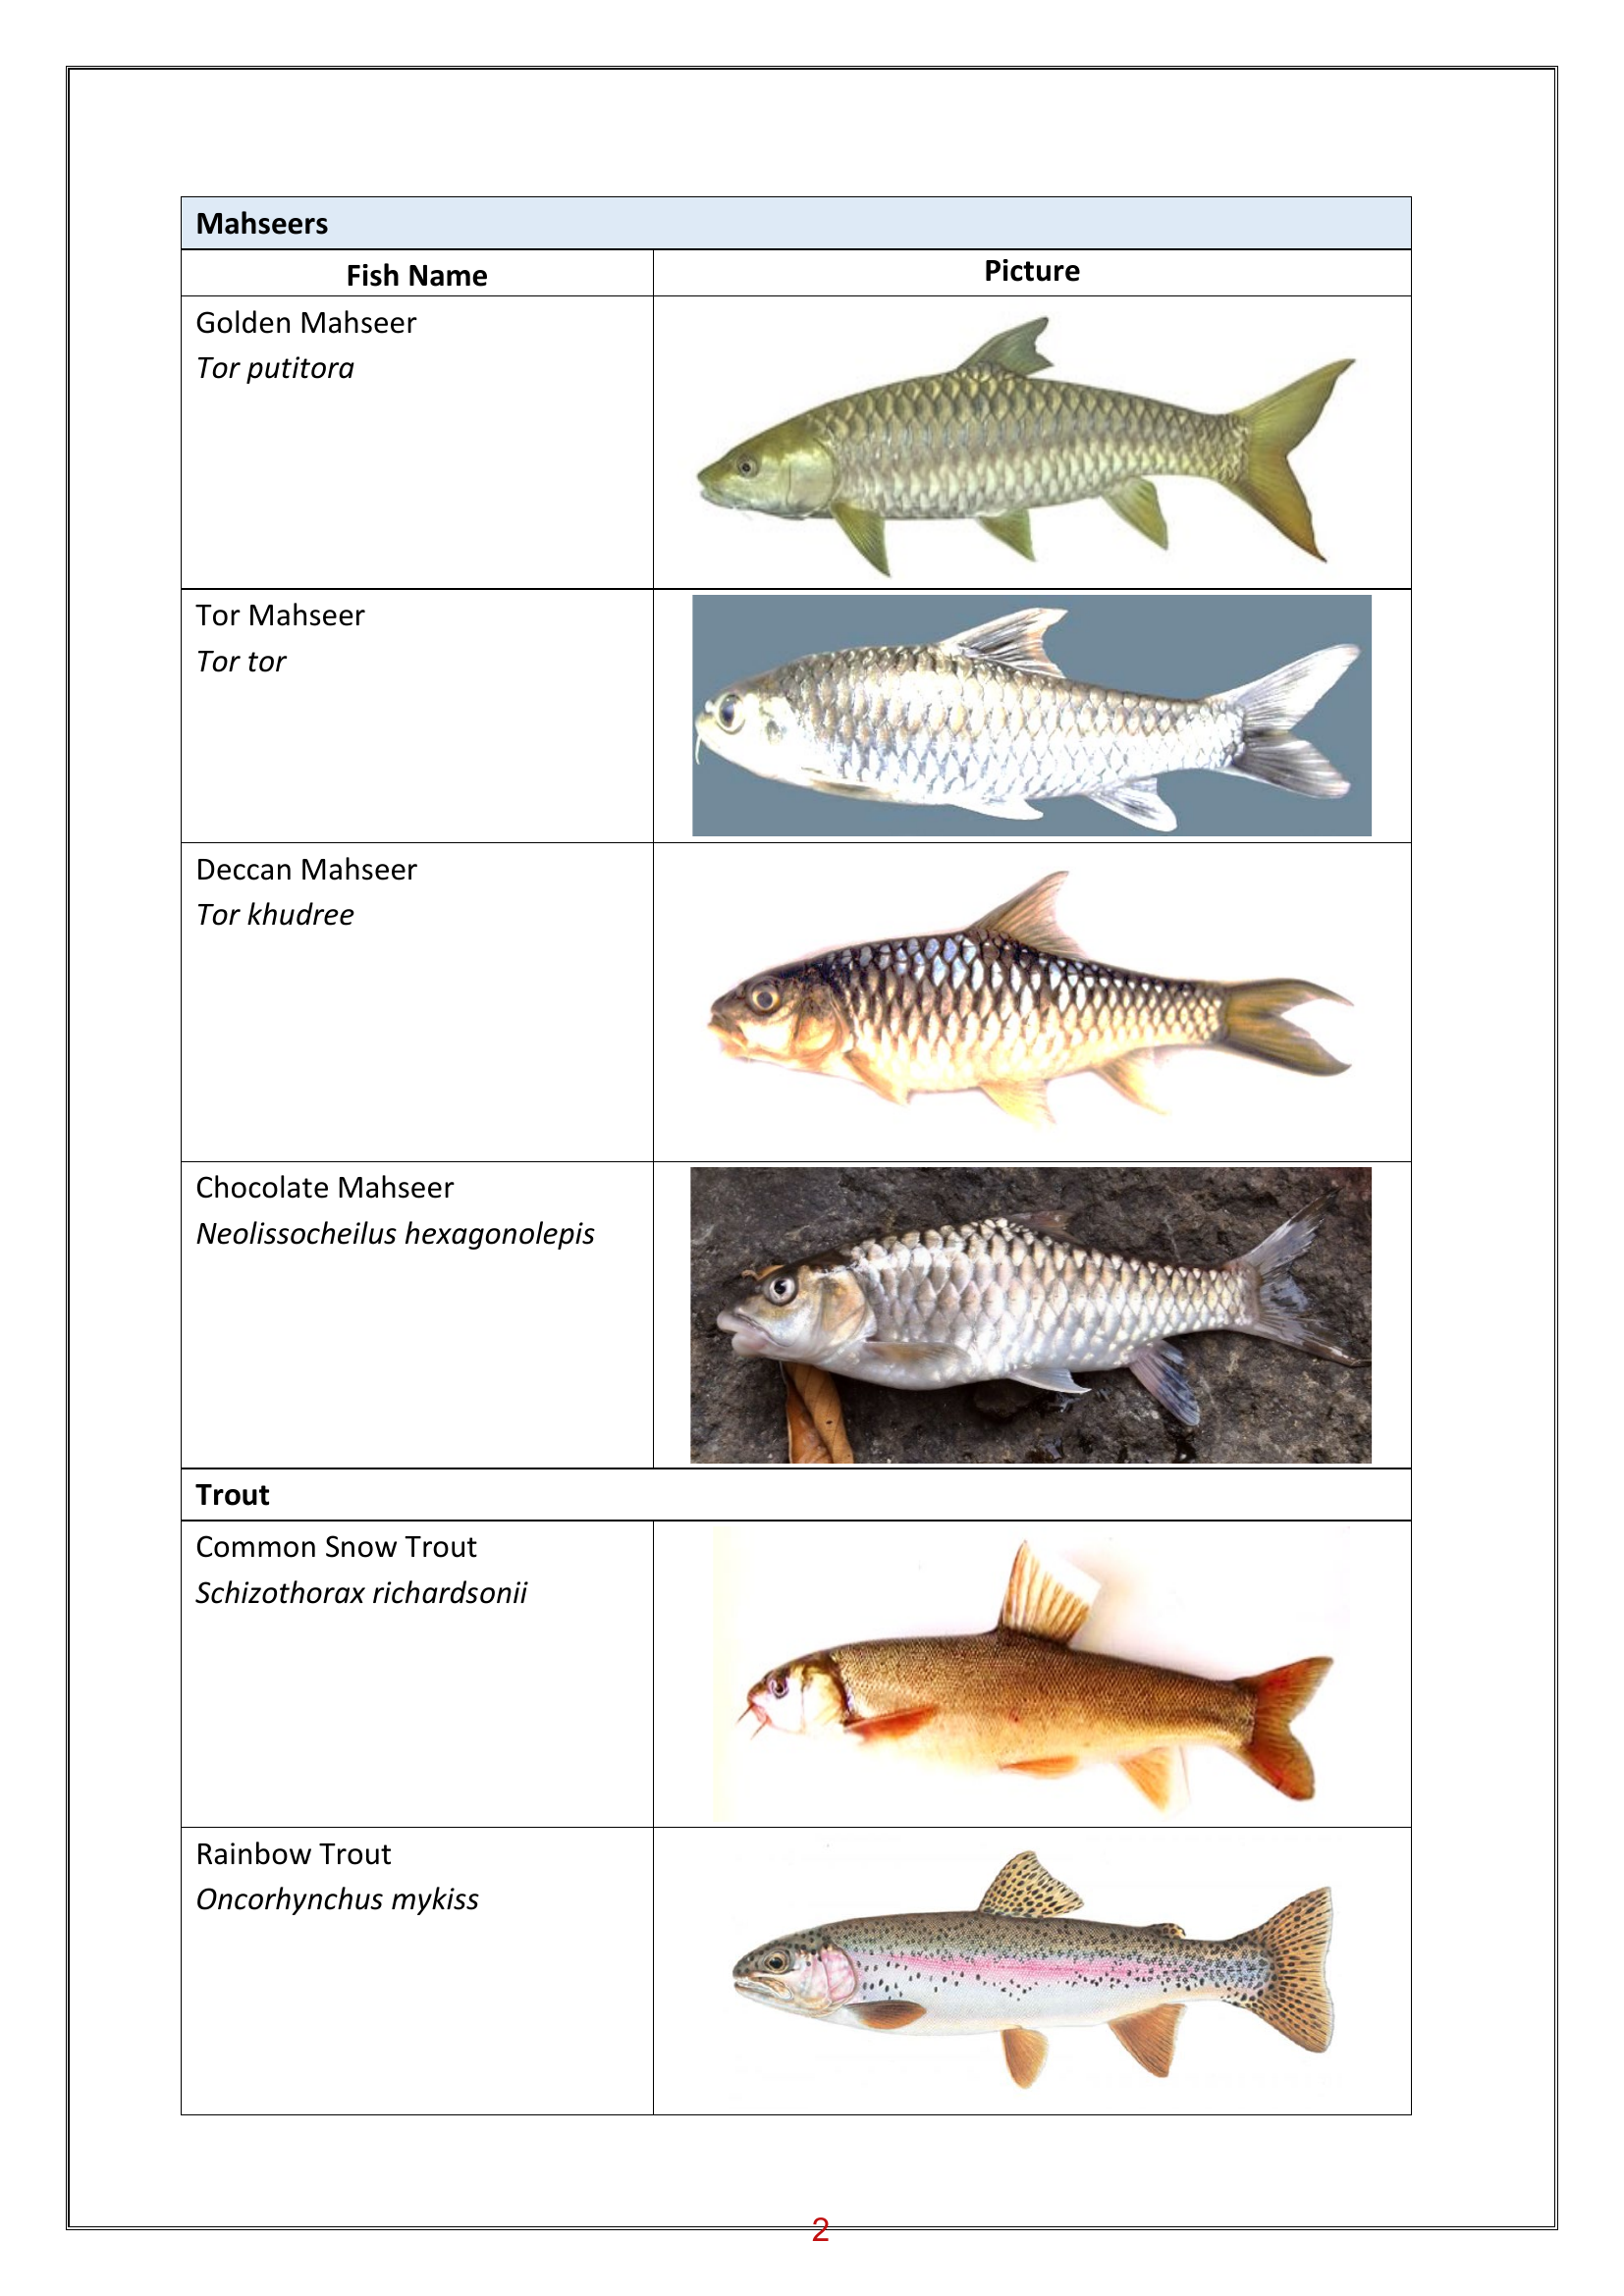 Mahseers
Fish Name
Picture
Golden Mahseer
Tor putitora
Tor Mahseer
Tor tor
Deccan Mahseer
Tor khudree
Chocolate Mahseer
Neolissocheilus hexagonolepis
Trout
Common Snow Trout
Schizothorax richardsonii
Rainbow Trout
Oncorhynchus mykiss
2